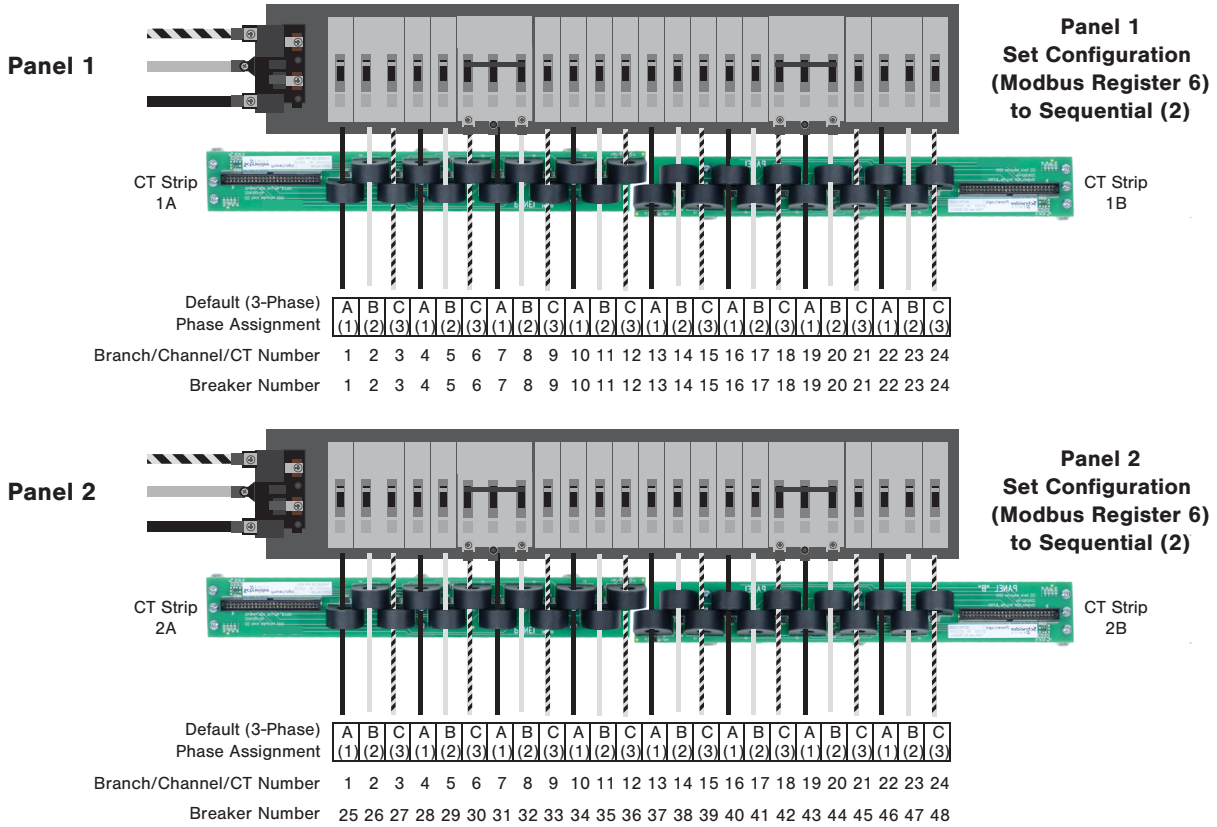 Panel 1
Panel 1
Set Configuration
(Modbus Register 6)
to Sequential (2)
CT Strip
1A
CT Strip
1B
Default (3-Phase)
Phase Assignment
A B C A B C A B C A B C A B C A B C A B C A B C
(1) (2) (3) (1) (2) (3) (1) (2) (3) (1) (2) (3) (1) (2) (3) (1) (2) (3) (1) (2) (3) (1) (2) (3)
Branch/Channel/CT Number 1 2 3 4 5 6 7 8 9 10 11 12 13 14 15 16 17 18 19 20 21 22 23 24
Breaker Number 1 2 3 4 5 6 7 8 9 10 11 12 13 14 15 16 17 18 19 20 21 22 23 24
Panel 2
Panel 2
Set Configuration
(Modbus Register 6)
to Sequential (2)
CT Strip
2A
PANEL "B"
CT Strip
2B
Default (3-Phase)
Phase Assignment
A B C A B C A B C A B C A B C A B C A B C A B C
(1) (2) (3) (1) (2) (3) (1) (2) (3) (1) (2) (3) (1) (2) (3) (1) (2) (3) (1) (2) (3) (1) (2) (3)
Branch/Channel/CT Number 1 2 3 4 5 6 7 8 9 10 11 12 13 14 15 16 17 18 19 20 21 22 23 24
Breaker Number 25 26 27 28 29 30 31 32 33 34 35 36 37 38 39 40 41 42 43 44 45 46 47 48